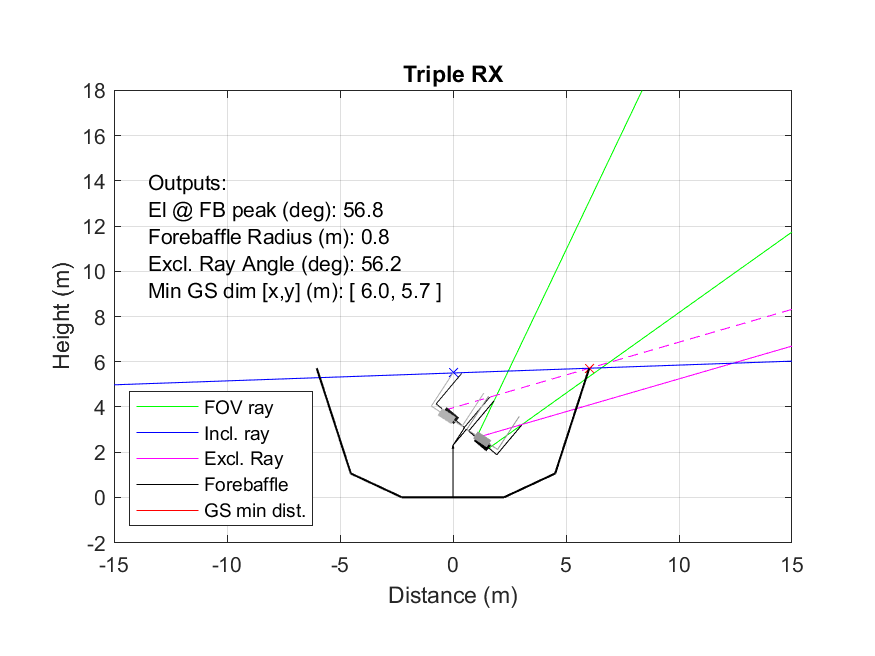 Triple RX
18
16
14
12
10
8
6
4
2
0
-2
Height (m)
Outputs:
El @ FB peak (deg): 56.8
Forebaffle Radius (m): 0.8
Excl. Ray Angle (deg): 56.2
Min GS dim [x,y] (m): [ 6.0, 5.7 ]
FOV ray
Incl. ray
Excl. Ray
Forebaffle
GS min dist.
-15
-10
-5
0
5
10
15
Distance (m)